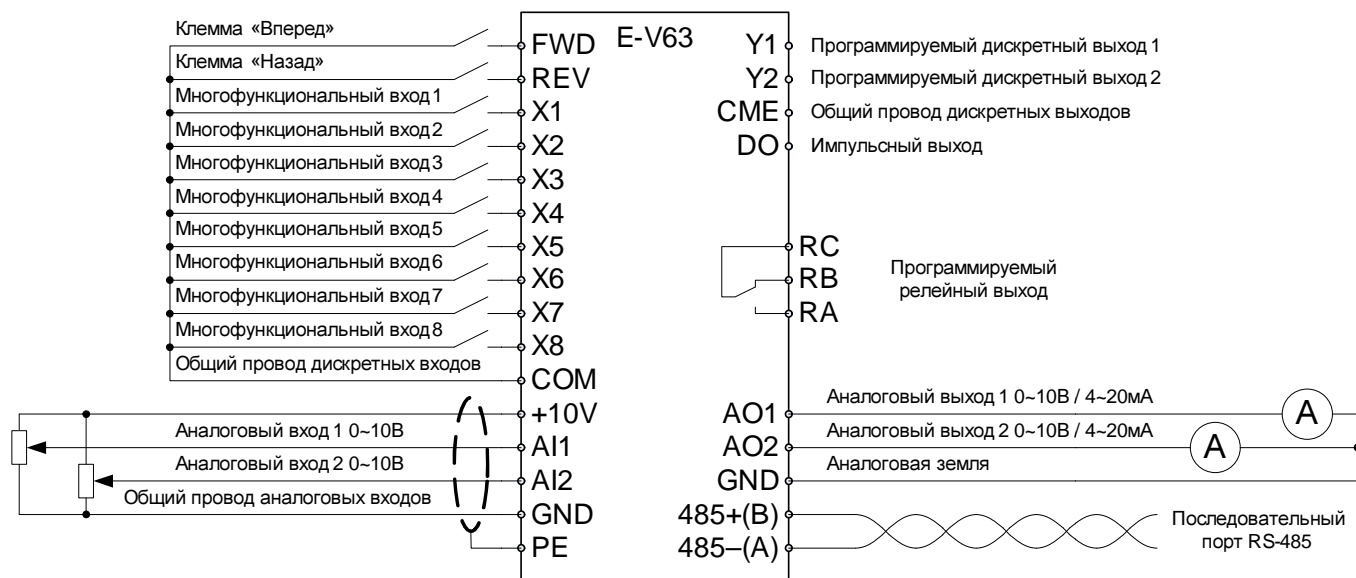 E-V63
Клемма «Вперед»
FWD
Клемма «Назад»
REV
Многофункциональный вход 1
X1
Многофункциональный вход 2
X2
Многофункциональный вход 3
X3
Многофункциональный вход 4
X4
Многофункциональный вход 5
X5
Многофункциональный вход 6
X6
Многофункциональный вход 7
X7
Многофункциональный вход 8
X8
Общий провод дискретных входов
COM
+10V
Аналоговый вход 1 0~10В
AI1
Аналоговый вход 2 0~10В
AI2
Общий провод аналоговых входов
GND
PE
Y1 Программируемый дискретный выход 1
Y2 Программируемый дискретный выход 2
CME Общий провод дискретных выходов
DO Импульсный выход
RC
RB
RA
Программируемый
релейный выход
Аналоговый выход 1 0~10В / 4~20мА
AO1
A
Аналоговый выход 2 0~10В / 4~20мА
AO2
A
Аналоговая земля
GND
485+(B)
485–(A)
Последовательный
порт RS-485